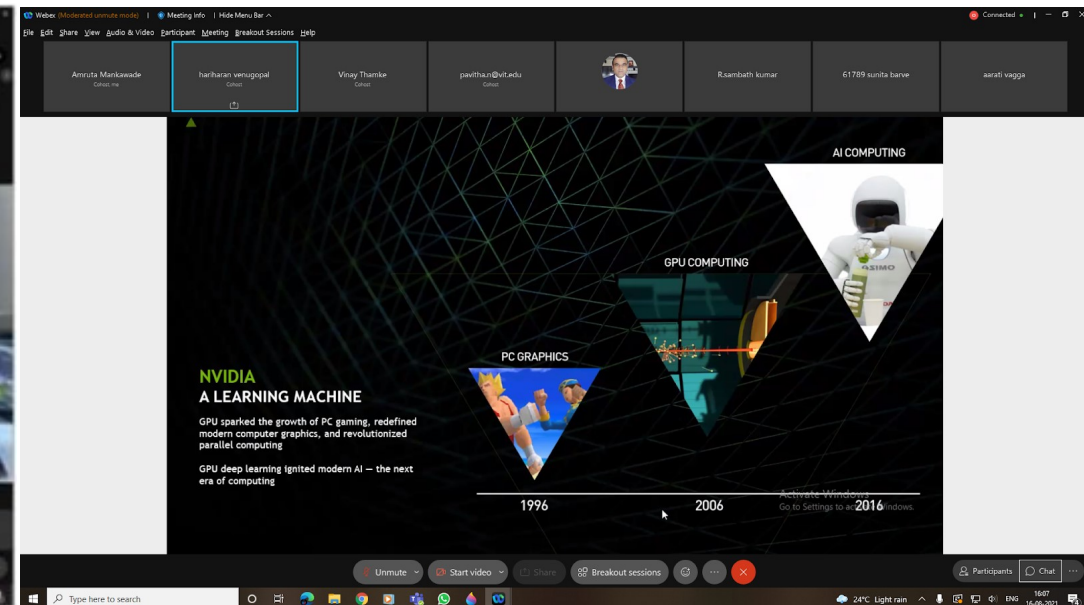 Webex (Moderated unmute mode) | Meeting Info | Hide Menu Bar
Connected
File Edit Share View Audio & Video Participant Meeting Breakout Sessions Help
Amruta Mankawade
Cohost, me
hariharan venugopal
Cohost
Vinay Thamke
Cohost
pavitha.n@vit.edu
Cohost
R.sambath kumar
61789 sunita barve
aarati vagga
AI COMPUTING
ASIMO
GPU COMPUTING
PC GRAPHICS
NVIDIA
A LEARNING MACHINE
GPU sparked the growth of PC gaming, redefined
modern computer graphics, and revolutionized
parallel computing
GPU deep learning ignited modern AI — the next
era of computing
1996
2006
2016
Activate Windows
Go to Settings to activate Windows.
Unmute
Start video
Share
Breakout sessions
Participants
Chat
Type here to search
24°C Light rain
ENG
16:07
16-08-2021